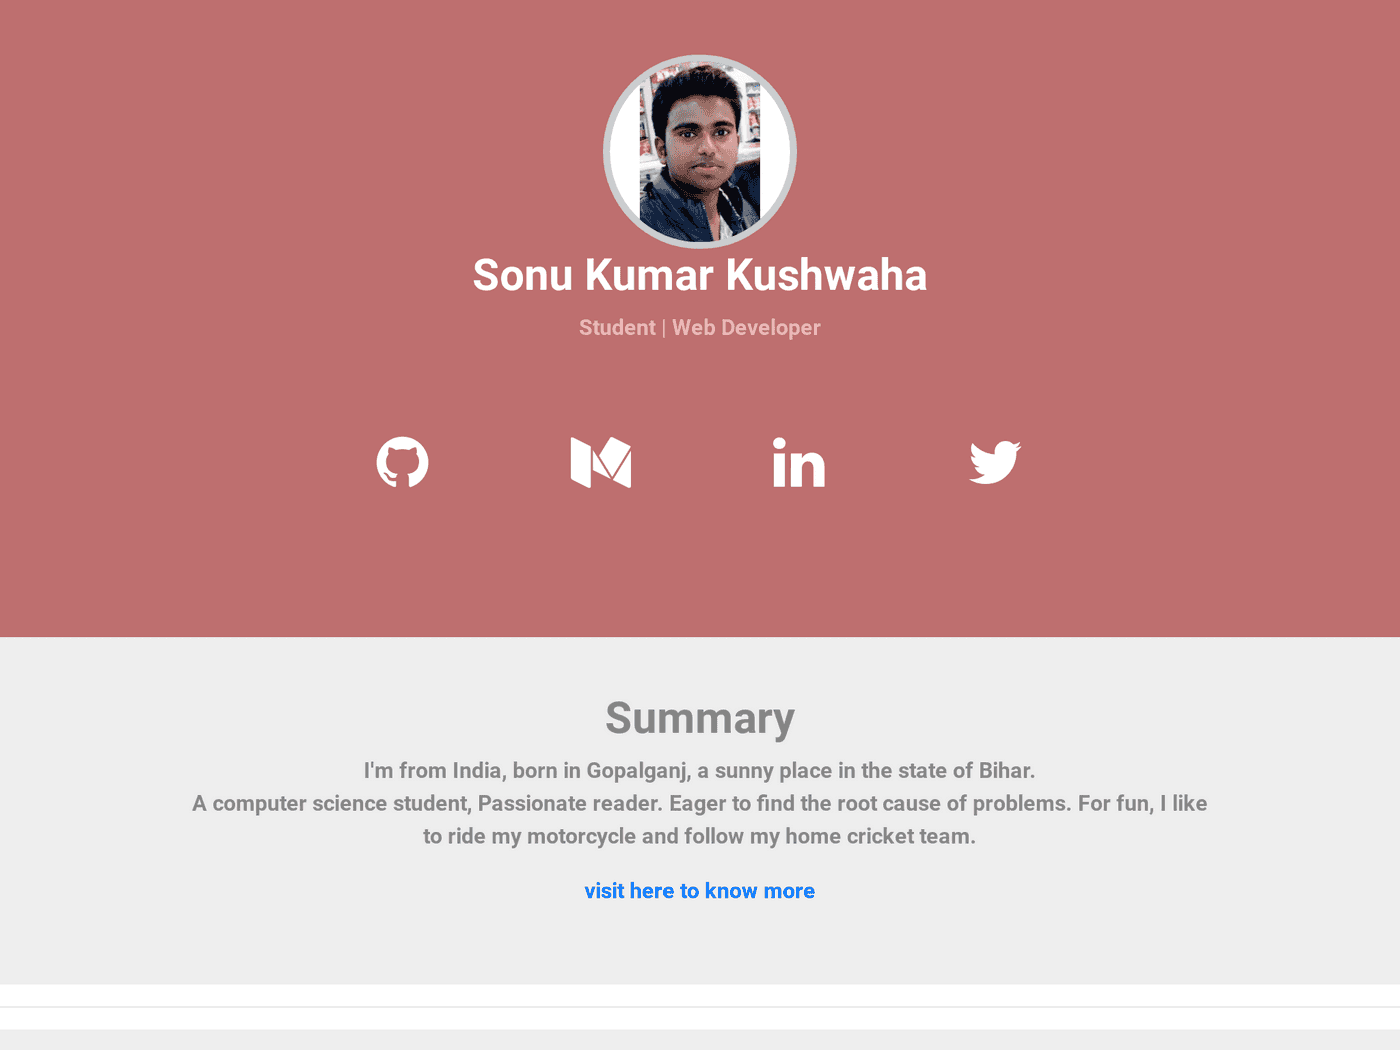 Sonu Kumar Kushwaha
Student | Web Developer
in
Summary
I'm from India, born in Gopalganj, a sunny place in the state of Bihar.
A computer science student, Passionate reader. Eager to find the root cause of problems. For fun, I like
to ride my motorcycle and follow my home cricket team.
visit here to know more